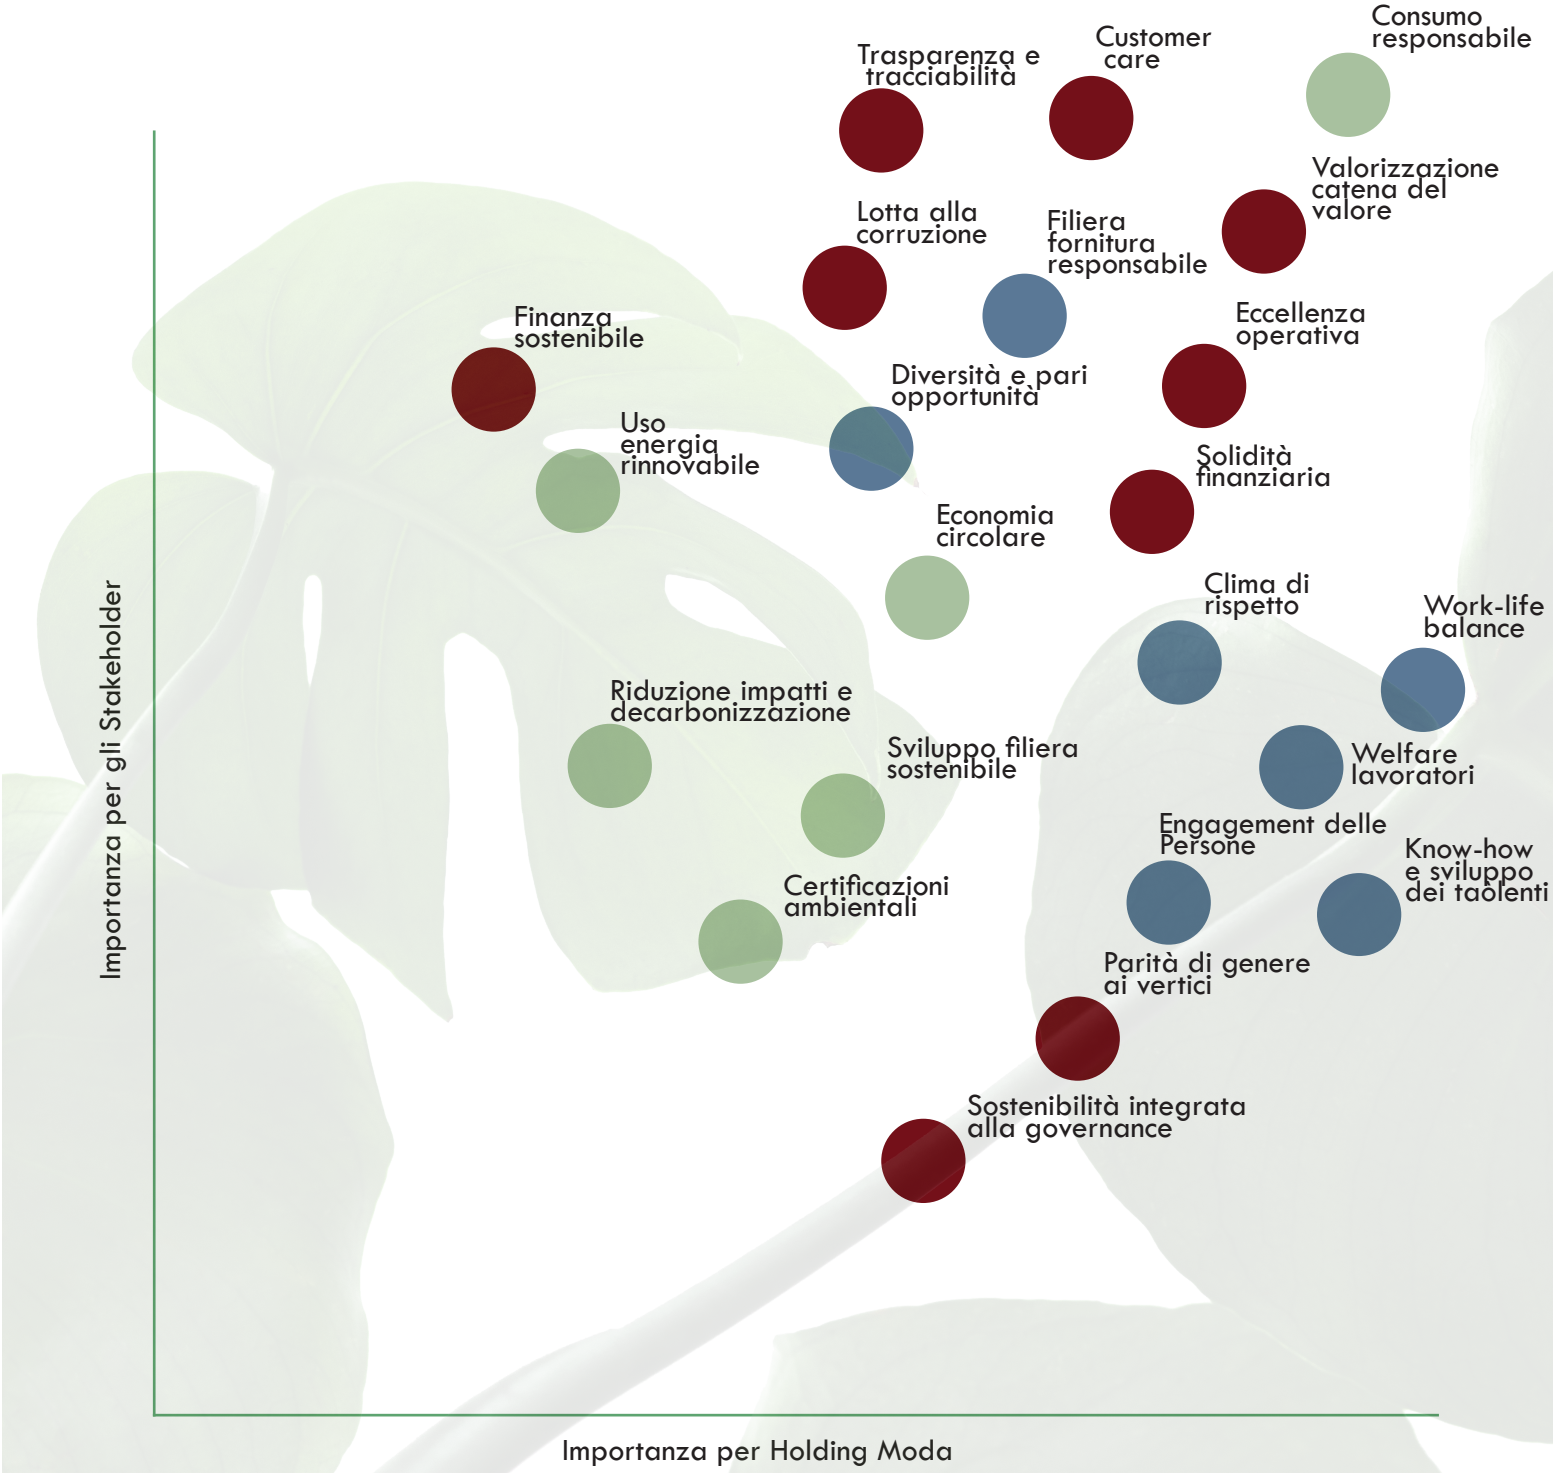 Consumo
responsabile
Customer
care
Trasparenza e
tracciabilità
Valorizzazione
catena del
valore
Lotta alla
corruzione
Filiera
fornitura
responsabile
Finanza
sostenibile
Eccellenza
operativa
Diversità e pari
opportunità
Uso
energia
rinnovabile
Solidità
finanziaria
Economia
circolare
Clima di
rispetto
Work-life
balance
Riduzione impatti e
decarbonizzazione
Sviluppo filiera
sostenibile
Welfare
lavoratori
Engagement delle
Persone
Know-how
e sviluppo
dei taòlenti
Certificazioni
ambientali
Parità di genere
ai vertici
Sostenibilità integrata
alla governance
Importanza per gli Stakeholder
Importanza per Holding Moda